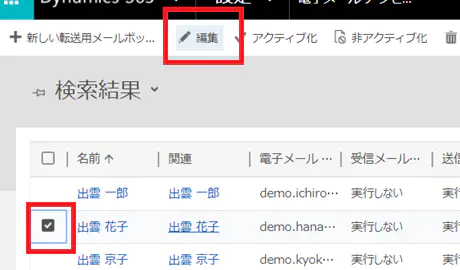 Dynamics 365 設定 電子メール
新しい転送用メールボッ... 編集 アクティブ化 非アクティブ化
検索結果
名前 関連 電子メール ... 受信メール... 送信
出雲 一郎 出雲 一郎 demo.ichiro... 実行しない 実行
出雲 花子 出雲 花子 demo.hana... 実行しない 実行
出雲 京子 出雲 京子 demo.kyok... 実行しない 実行